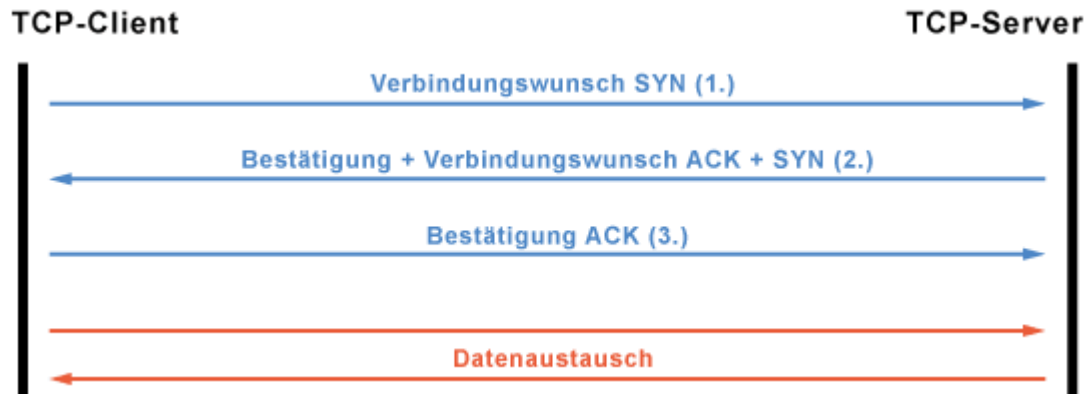 TCP-Client
TCP-Server
Verbindungswunsch SYN (1.)
Bestätigung + Verbindungswunsch ACK + SYN (2.)
Bestätigung ACK (3.)
Datenaustausch